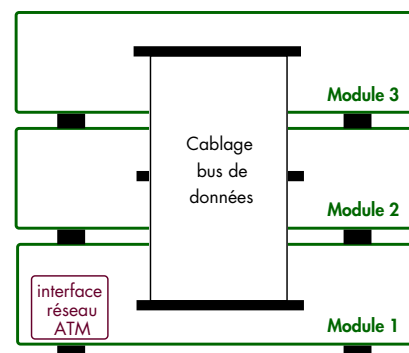 Module 3
Cablage
bus de
données
Module 2
interface
réseau
ATM
Module 1